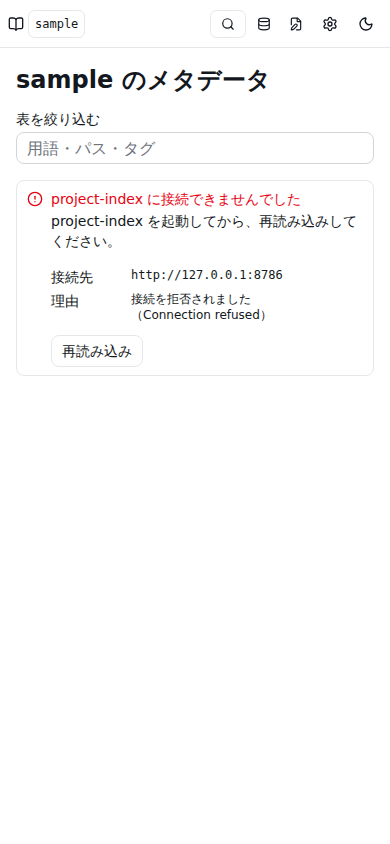 sample
sample のメタデータ
表を絞り込む
用語・パス・タグ
project-index に接続できませんでした
project-index を起動してから、再読み込みして
ください。
接続先 http://127.0.0.1:8786
理由 接続を拒否されました
（Connection refused）
再読み込み